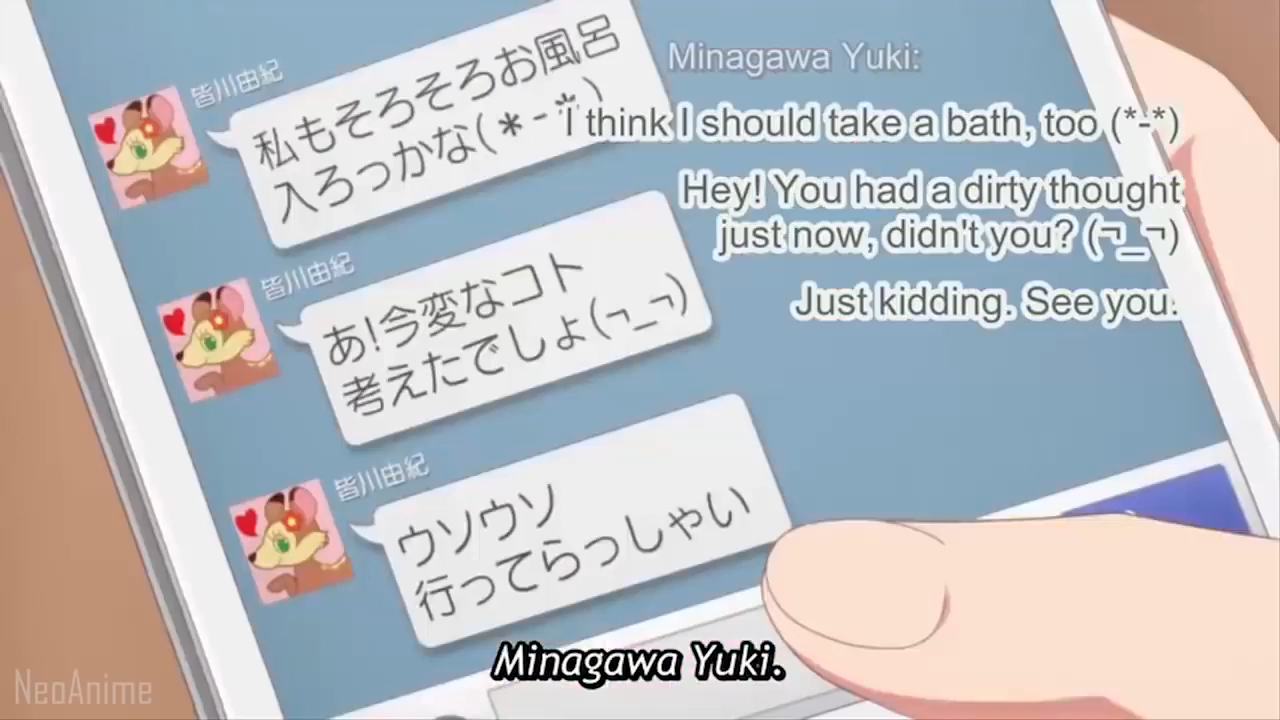 皆川由紀
私もそろそろお風呂
入ろっかな(*-*)
Minagawa Yuki:
I think I should take a bath, too (*-*)
皆川由紀
あ!今変なコト
考えたでしょ(¬_¬)
Hey! You had a dirty thought
just now, didn't you? (¬_¬)
皆川由紀
ウソウソ
行ってらっしゃい
Just kidding. See you!
Minagawa Yuki.
NeoAnime